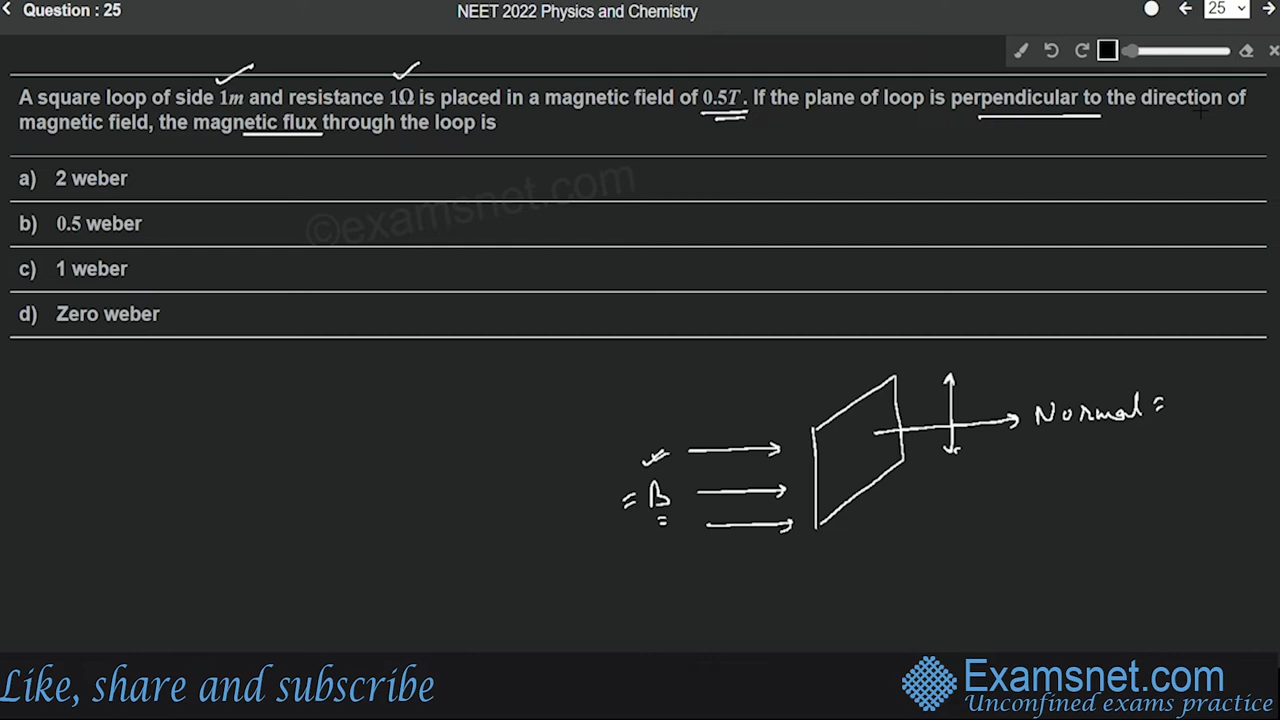 Question : 25
NEET 2022 Physics and Chemistry
25
A square loop of side 1m and resistance 1Ω is placed in a magnetic field of 0.5T. If the plane of loop is perpendicular to the direction of
magnetic field, the magnetic flux through the loop is
a) 2 weber
b) 0.5 weber
c) 1 weber
d) Zero weber
©examsnet.com
Normal =
= B
Like, share and subscribe
Examsnet.com
Unconfined exams practice